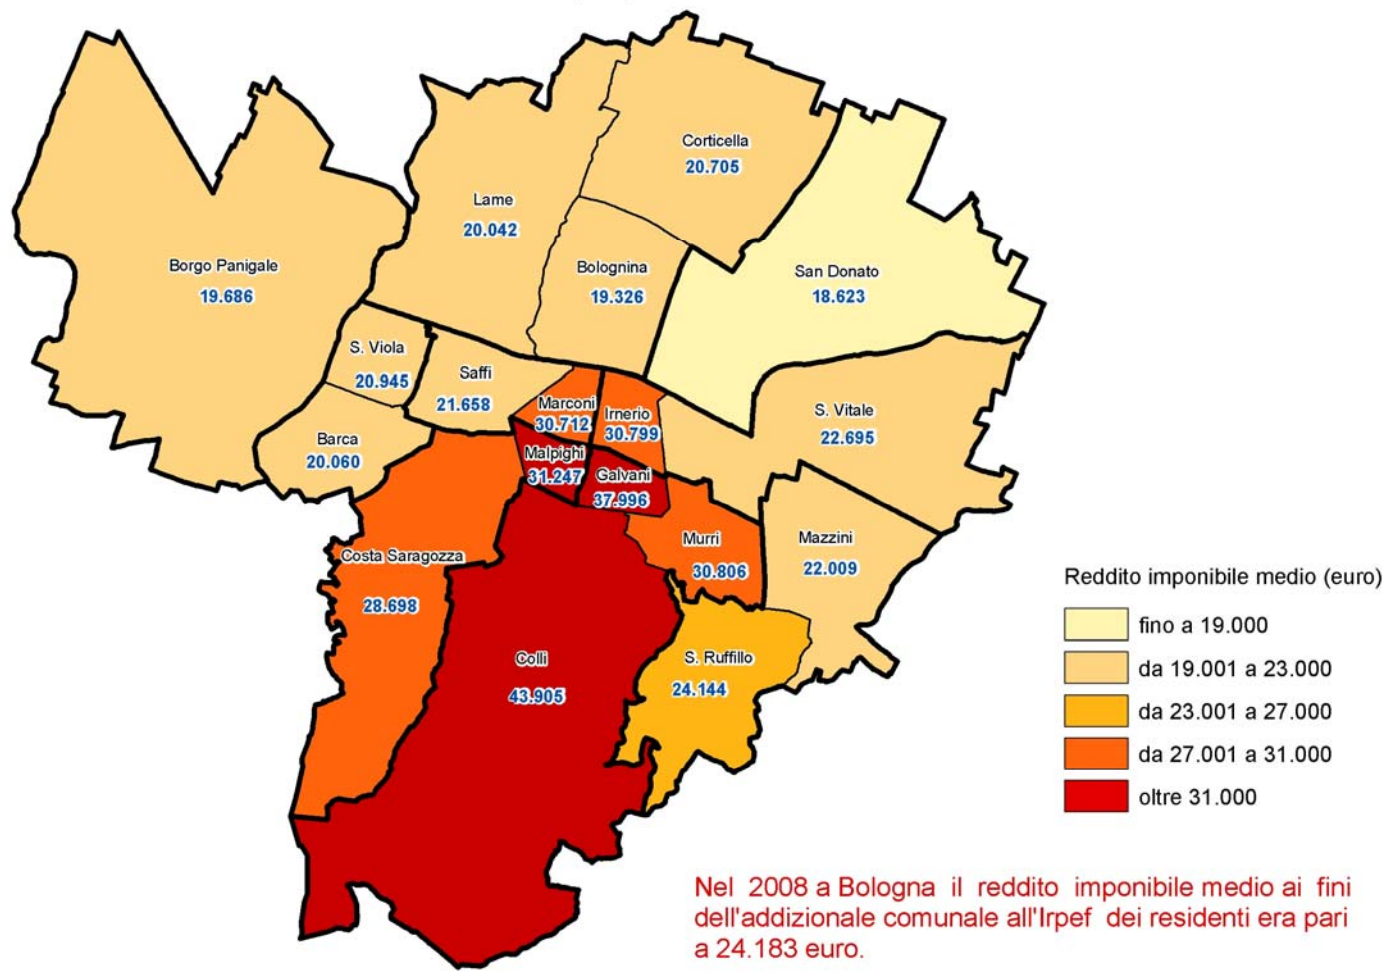 Corticella
20.705
Lame
20.042
Borgo Panigale
19.686
Bolognina
19.326
San Donato
18.623
S. Viola
20.945
Saffi
21.658
Marconi
30.712
Irnerio
30.799
S. Vitale
22.695
Barca
20.060
Malpighi
31.247
Galvani
37.996
Costa Saragozza
28.698
Murri
30.806
Mazzini
22.009
Colli
43.905
S. Ruffillo
24.144
Reddito imponibile medio (euro)
fino a 19.000
da 19.001 a 23.000
da 23.001 a 27.000
da 27.001 a 31.000
oltre 31.000
Nel 2008 a Bologna il reddito imponibile medio ai fini
dell'addizionale comunale all'Irpef dei residenti era pari
a 24.183 euro.